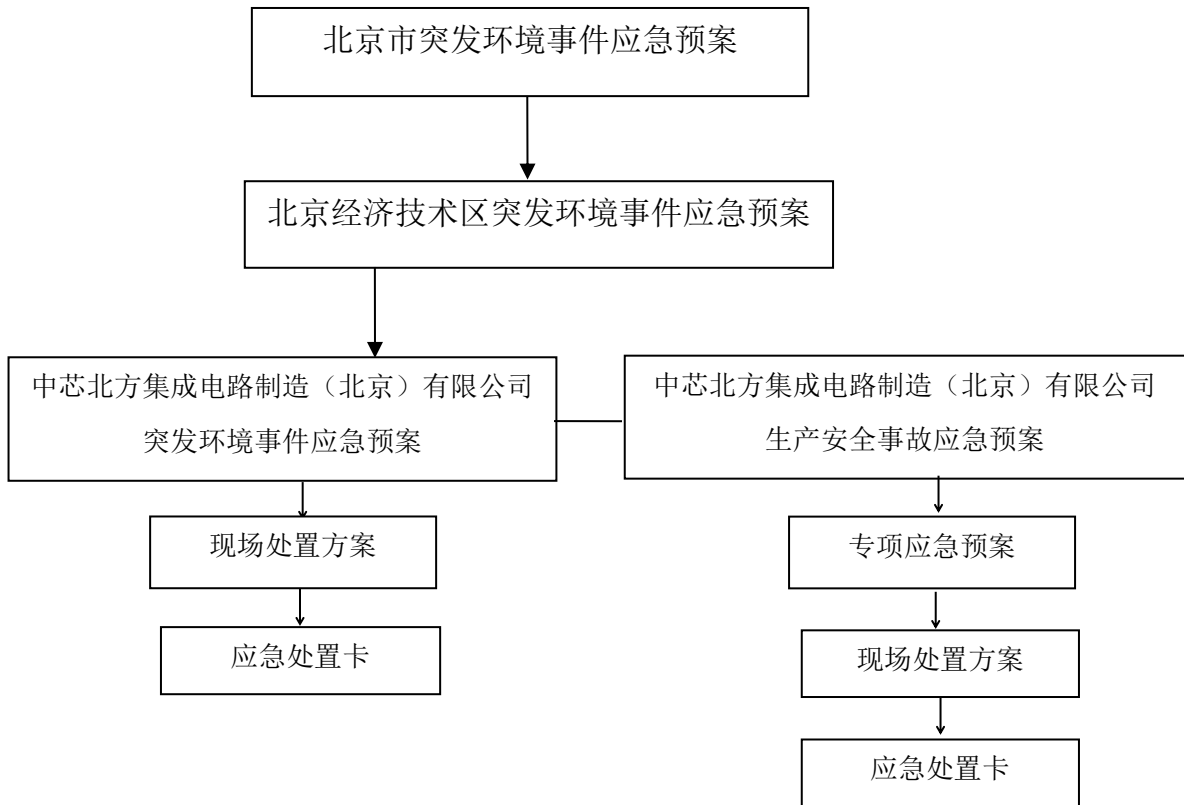 北京市突发环境事件应急预案
北京经济技术区突发环境事件应急预案
中芯北方集成电路制造（北京）有限公司
突发环境事件应急预案
中芯北方集成电路制造（北京）有限公司
生产安全事故应急预案
现场处置方案
专项应急预案
应急处置卡
现场处置方案
应急处置卡